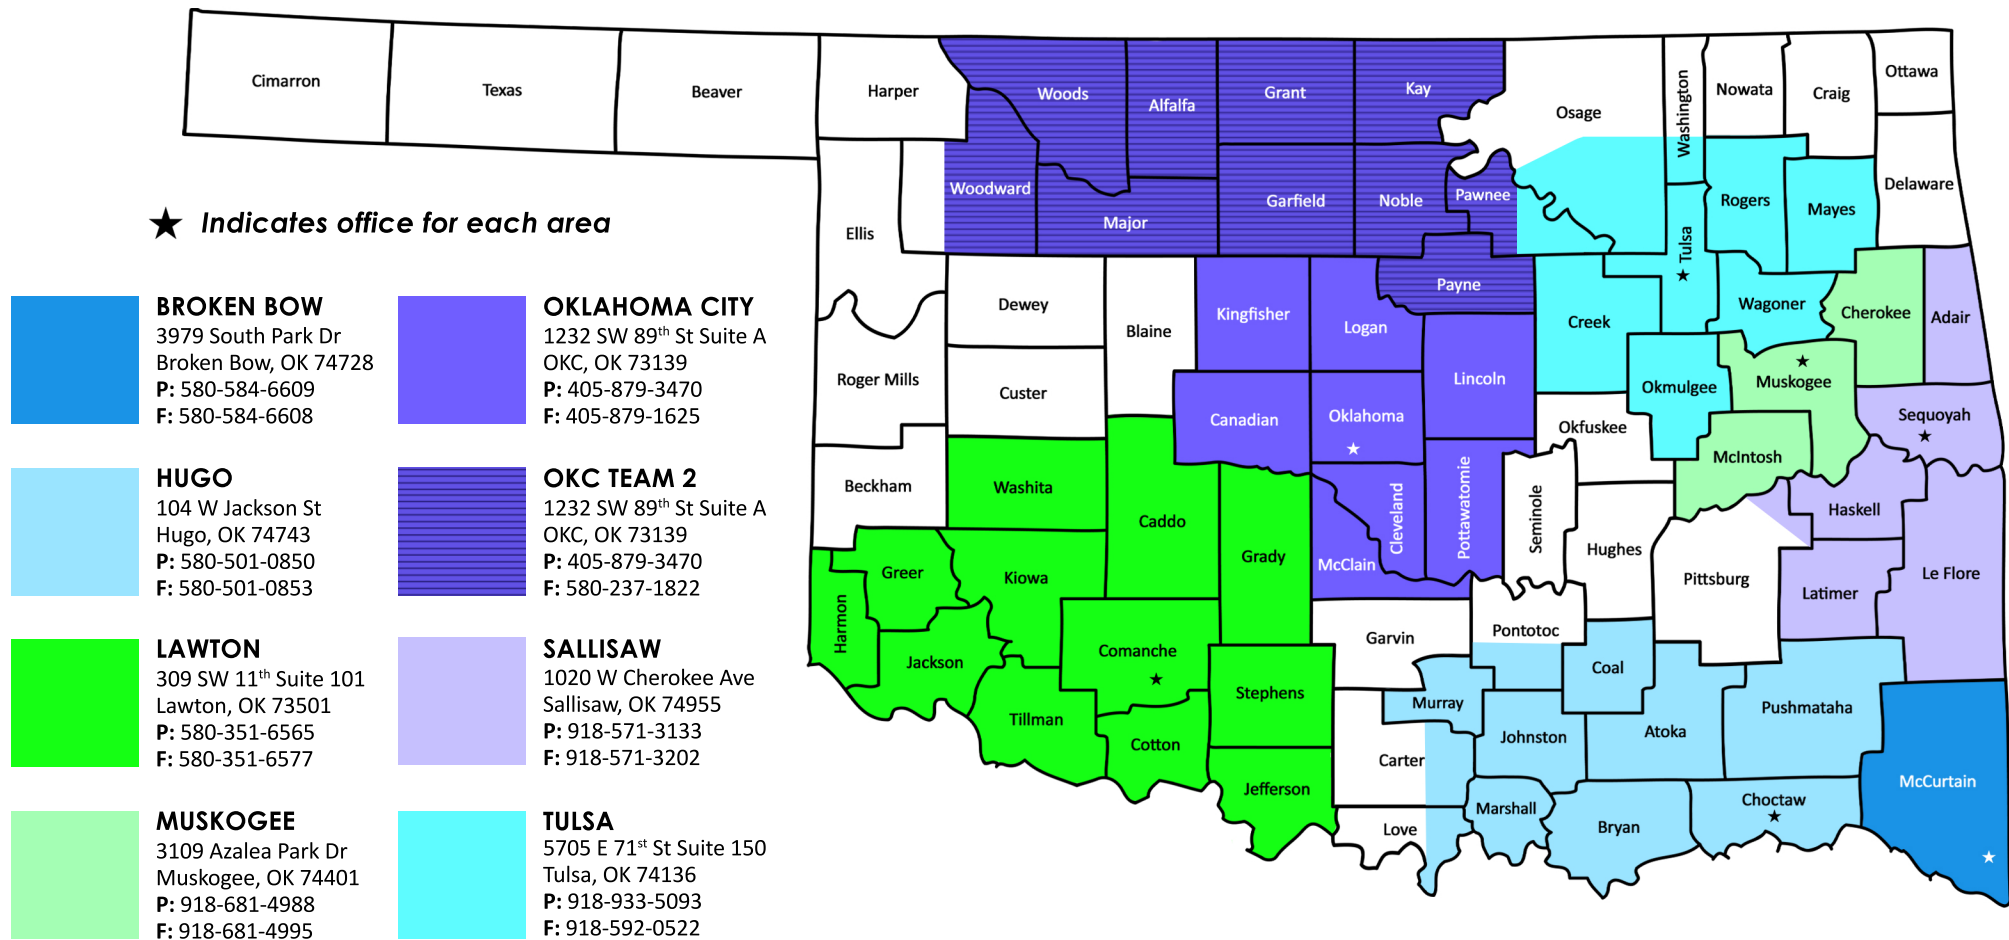 Indicates office for each area
BROKEN BOW
3979 South Park Dr
Broken Bow, OK 74728
P: 580-584-6609
F: 580-584-6608
OKLAHOMA CITY
1232 SW 89th St Suite A
OKC, OK 73139
P: 405-879-3470
F: 405-879-1625
HUGO
104 W Jackson St
Hugo, OK 74743
P: 580-501-0850
F: 580-501-0853
OKC TEAM 2
1232 SW 89th St Suite A
OKC, OK 73139
P: 405-879-3470
F: 580-237-1822
LAWTON
309 SW 11th Suite 101
Lawton, OK 73501
P: 580-351-6565
F: 580-351-6577
SALLISAW
1020 W Cherokee Ave
Sallisaw, OK 74955
P: 918-571-3133
F: 918-571-3202
MUSKOGEE
3109 Azalea Park Dr
Muskogee, OK 74401
P: 918-681-4988
F: 918-681-4995
TULSA
5705 E 71st St Suite 150
Tulsa, OK 74136
P: 918-933-5093
F: 918-592-0522
Cimarron
Texas
Beaver
Harper
Woods
Alfalfa
Grant
Kay
Osage
Washington
Nowata
Craig
Ottawa
Ellis
Woodward
Major
Garfield
Noble
Pawnee
Tulsa
Rogers
Mayes
Delaware
Dewey
Blaine
Kingfisher
Logan
Payne
Creek
Wagoner
Cherokee
Adair
Roger Mills
Custer
Canadian
Oklahoma
Lincoln
Okfuskee
Okmulgee
Muskogee
Sequoyah
Beckham
Washita
Caddo
Grady
McClain
Cleveland
Pottawatomie
Seminole
Hughes
McIntosh
Haskell
Pittsburg
Latimer
Le Flore
Harmon
Greer
Kiowa
Jackson
Comanche
Tillman
Cotton
Stephens
Jefferson
Garvin
Pontotoc
Coal
Murray
Carter
Johnston
Atoka
Pushmataha
McCurtain
Love
Marshall
Bryan
Choctaw